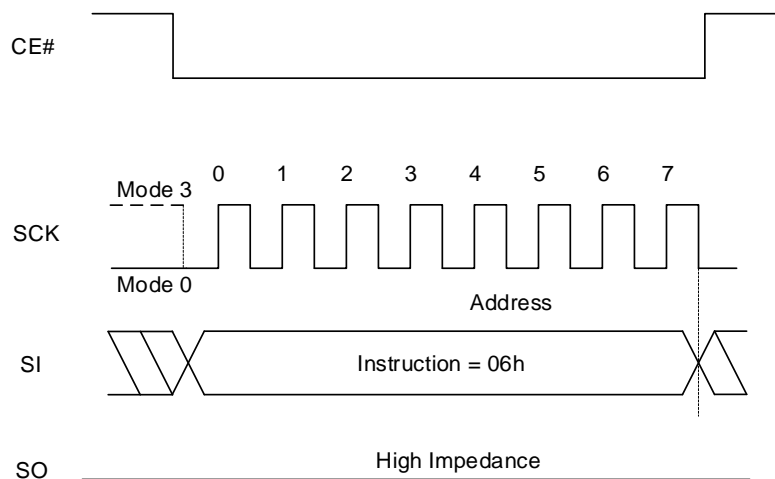 CE#
0 1 2 3 4 5 6 7
Mode 3
SCK
Mode 0
Address
SI
Instruction = 06h
High Impedance
SO